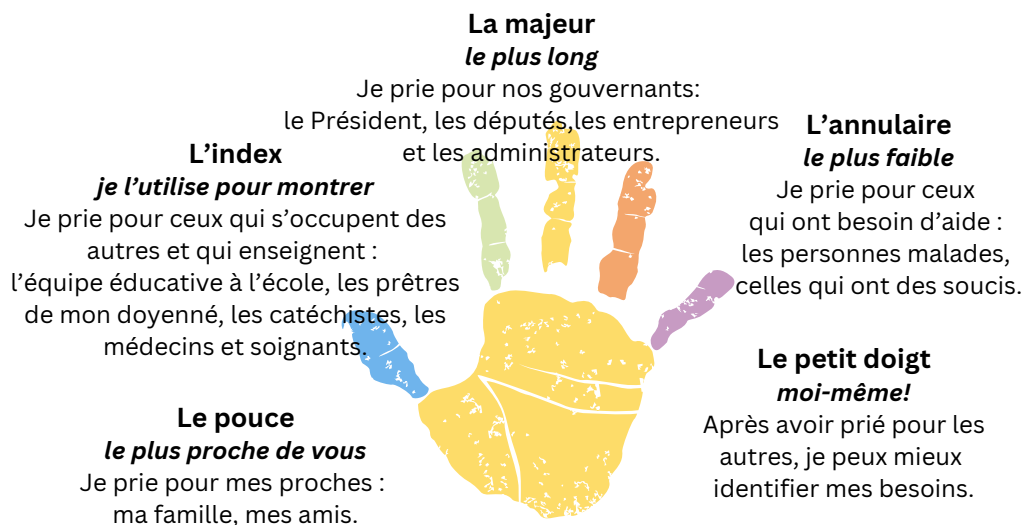 La majeur
le plus long
Je prie pour nos gouvernants:
le Président, les députés,les entrepreneurs
et les administrateurs.
L’index
je l’utilise pour montrer
Je prie pour ceux qui s’occupent des
autres et qui enseignent :
l’équipe éducative à l’école, les prêtres
de mon doyenné, les catéchistes, les
médecins et soignants.
L’annulaire
le plus faible
Je prie pour ceux
qui ont besoin d’aide :
les personnes malades,
celles qui ont des soucis.
Le pouce
le plus proche de vous
Je prie pour mes proches :
ma famille, mes amis.
Le petit doigt
moi-même!
Après avoir prié pour les
autres, je peux mieux
identifier mes besoins.